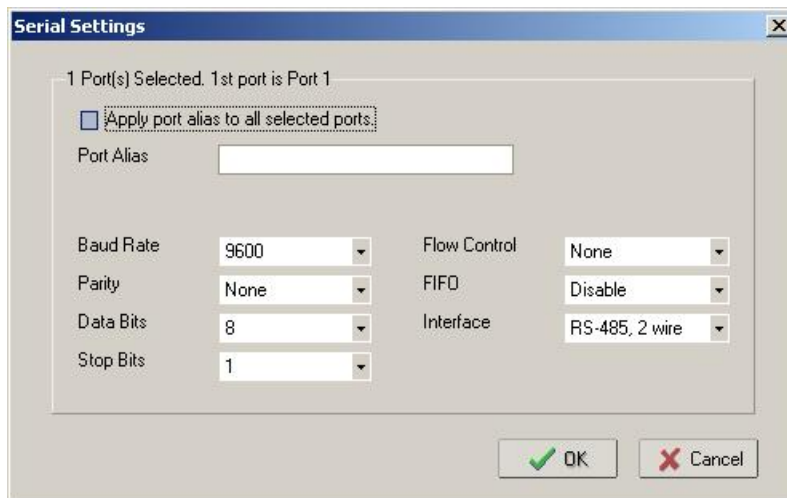 Serial Settings
1 Port(s) Selected. 1st port is Port 1
Apply port alias to all selected ports.
Port Alias
Baud Rate 9600 Flow Control None
Parity None FIFO Disable
Data Bits 8 Interface RS-485, 2 wire
Stop Bits 1
OK Cancel